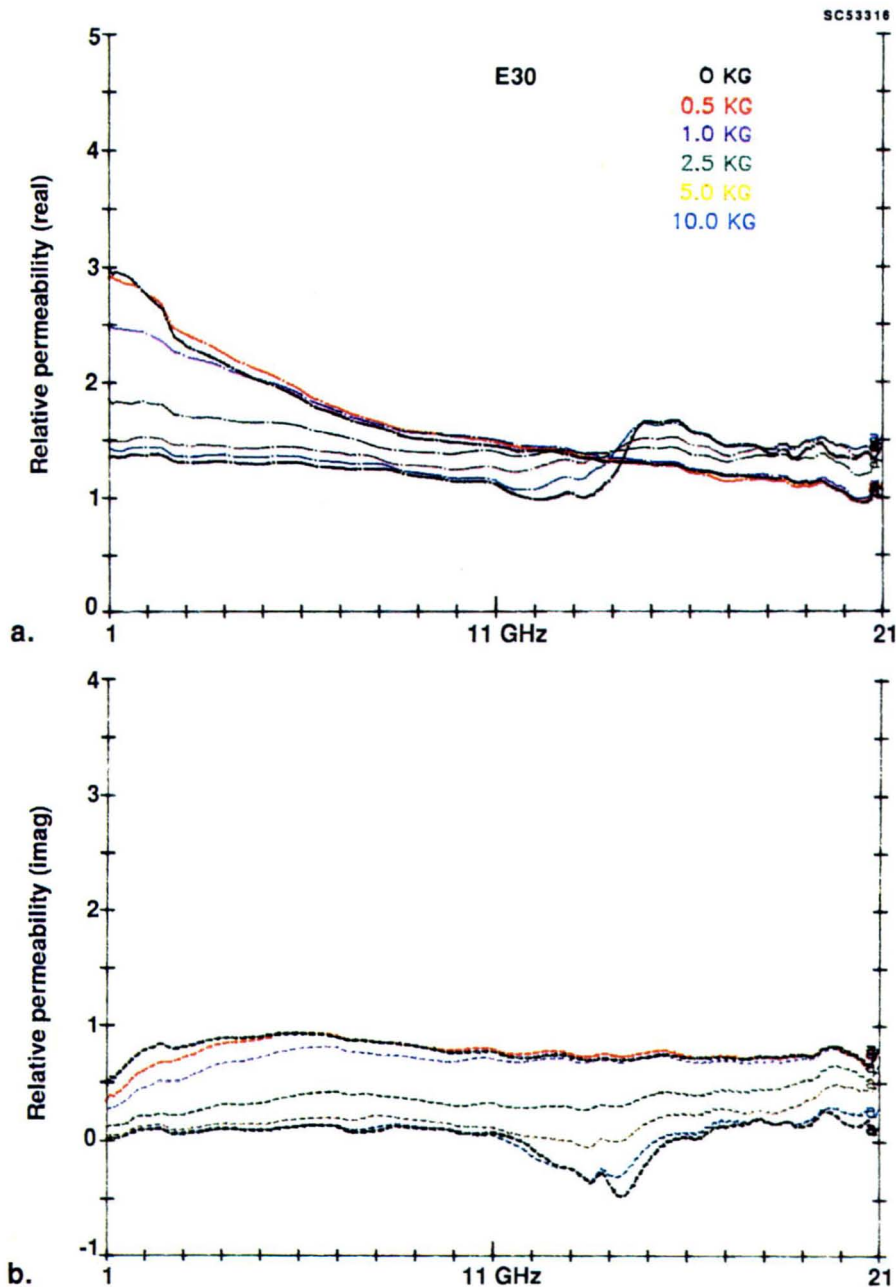 SC53316
5
E30
0 KG
0.5 KG
1.0 KG
2.5 KG
5.0 KG
10.0 KG
4
3
2
1
0
Relative permeability (real)
a.
1
11 GHz
21
4
3
2
1
0
-1
Relative permeability (imag)
b.
1
11 GHz
21